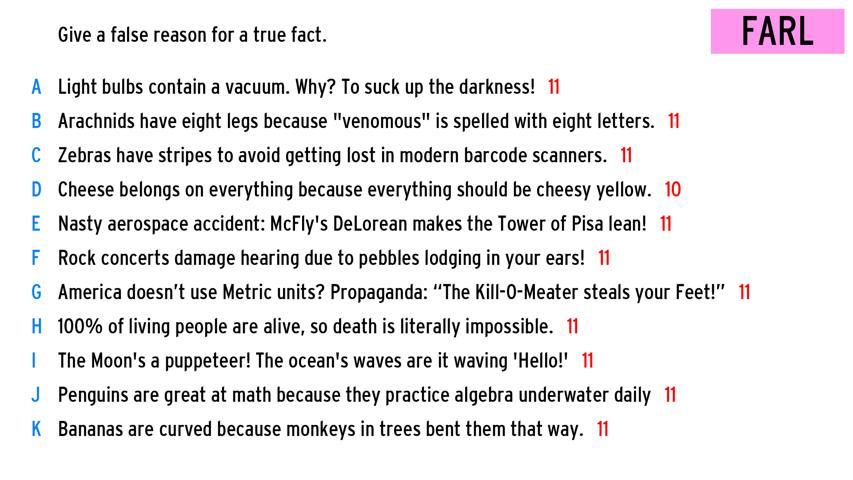 Give a false reason for a true fact.
FARL
A Light bulbs contain a vacuum. Why? To suck up the darkness! 11
B Arachnids have eight legs because "venomous" is spelled with eight letters. 11
C Zebras have stripes to avoid getting lost in modern barcode scanners. 11
D Cheese belongs on everything because everything should be cheesy yellow. 10
E Nasty aerospace accident: McFly's DeLorean makes the Tower of Pisa lean! 11
F Rock concerts damage hearing due to pebbles lodging in your ears! 11
G America doesn’t use Metric units? Propaganda: “The Kill-O-Meater steals your Feet!” 11
H 100% of living people are alive, so death is literally impossible. 11
I The Moon's a puppeteer! The ocean's waves are it waving 'Hello!' 11
J Penguins are great at math because they practice algebra underwater daily 11
K Bananas are curved because monkeys in trees bent them that way. 11